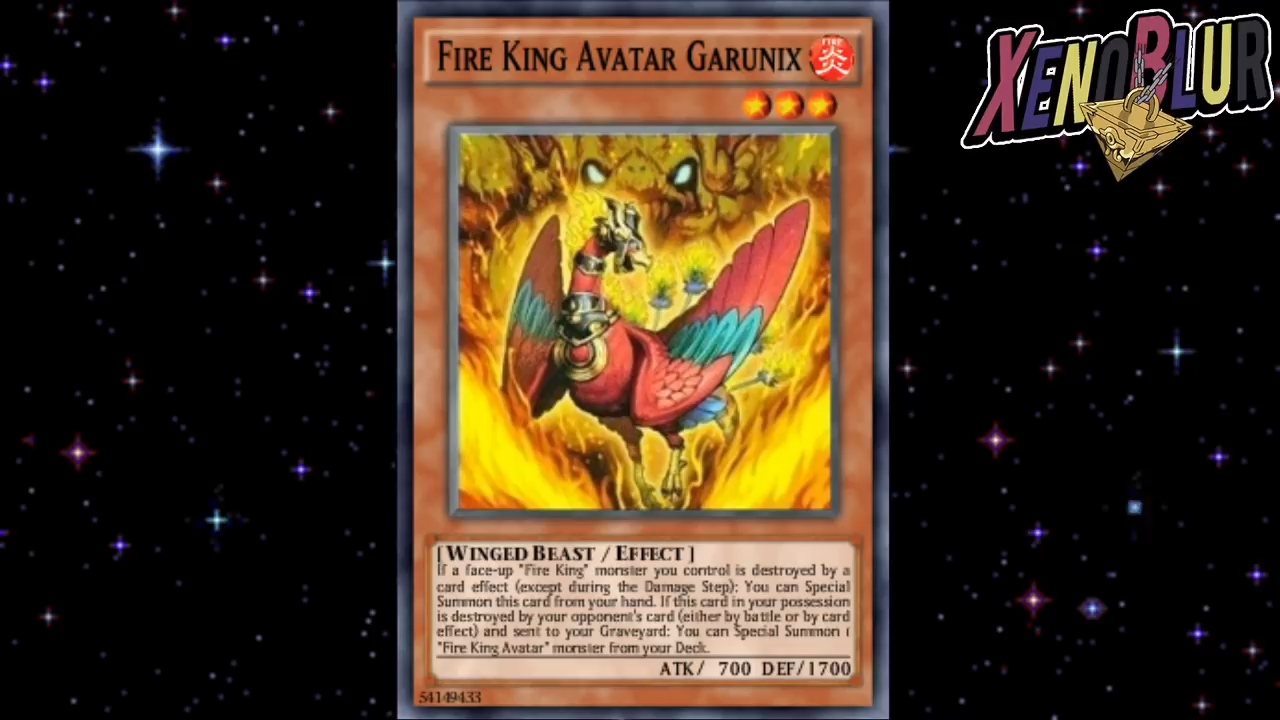 FIRE KING AVATAR GARUNIX
FIRE
炎
XENOBLUR
[ WINGED BEAST / EFFECT ]
If a face-up "Fire King" monster you control is destroyed by a
card effect (except during the Damage Step): You can Special
Summon this card from your hand. If this card in your possession
is destroyed by your opponent's card (either by battle or by card
effect) and sent to your Graveyard: You can Special Summon 1
"Fire King Avatar" monster from your Deck.
ATK/ 700 DEF/1700
54149433